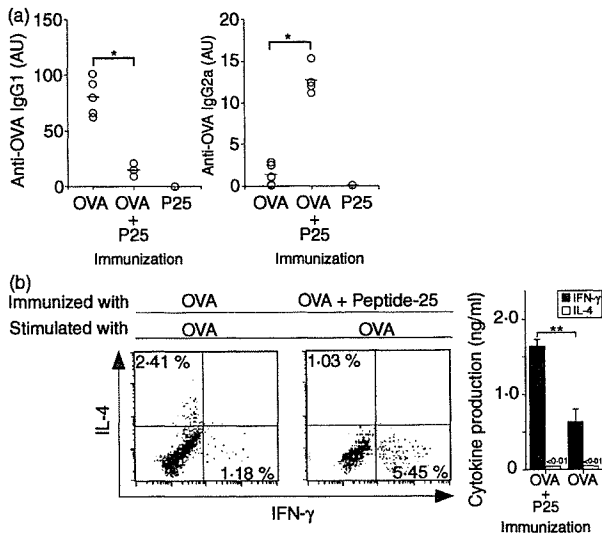 (a)
Anti-OVA IgG1 (AU)
100
50
0
*
OVA
OVA
+
P25
P25
Immunization
Anti-OVA IgG2a (AU)
15
10
5
0
*
OVA
OVA
+
P25
P25
Immunization
(b)
Immunized with OVA OVA + Peptide-25
Stimulated with OVA OVA
IL-4
2·41 %
1·18 %
1·03 %
5·45 %
IFN-γ
Cytokine production (ng/ml)
2·0
1·0
0
IFN-γ
IL-4
**
<0·01
<0·01
OVA
+
P25
OVA
Immunization